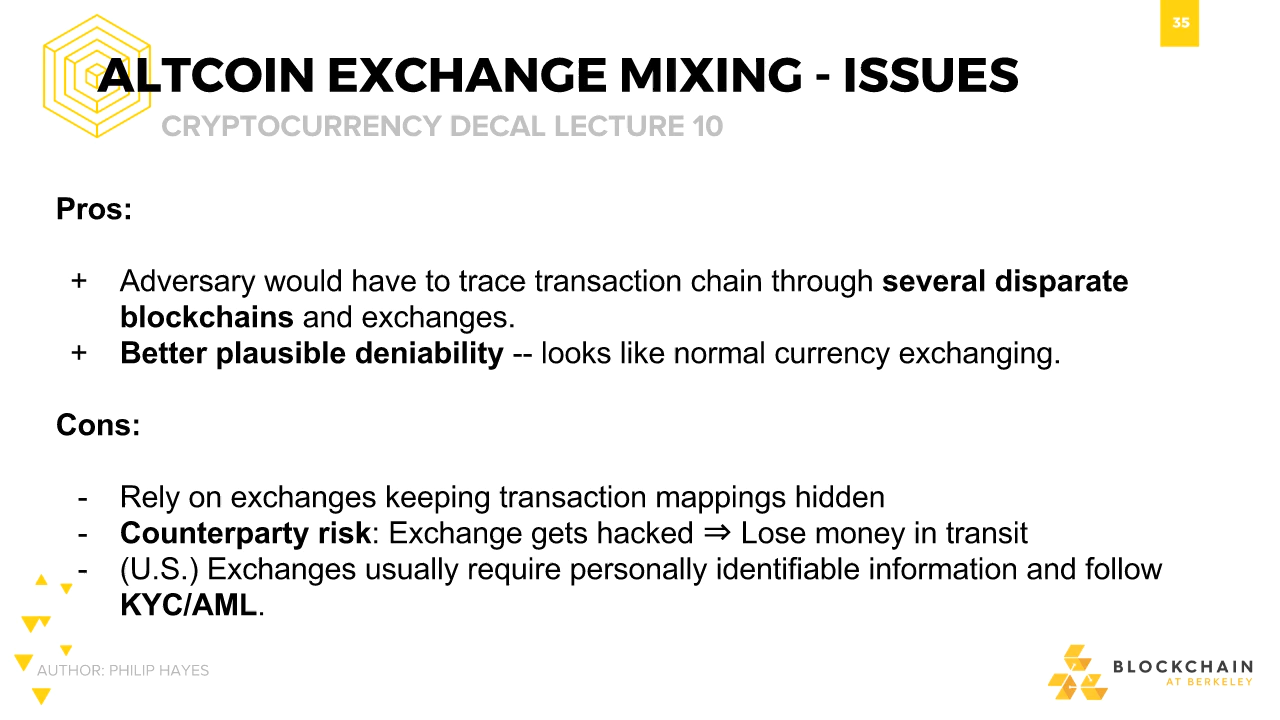 35
ALTCOIN EXCHANGE MIXING - ISSUES
CRYPTOCURRENCY DECAL LECTURE 10
Pros:
+ Adversary would have to trace transaction chain through several disparate
blockchains and exchanges.
+ Better plausible deniability -- looks like normal currency exchanging.
Cons:
- Rely on exchanges keeping transaction mappings hidden
- Counterparty risk: Exchange gets hacked ⇒ Lose money in transit
- (U.S.) Exchanges usually require personally identifiable information and follow
KYC/AML.
AUTHOR: PHILIP HAYES
BLOCKCHAIN
AT BERKELEY